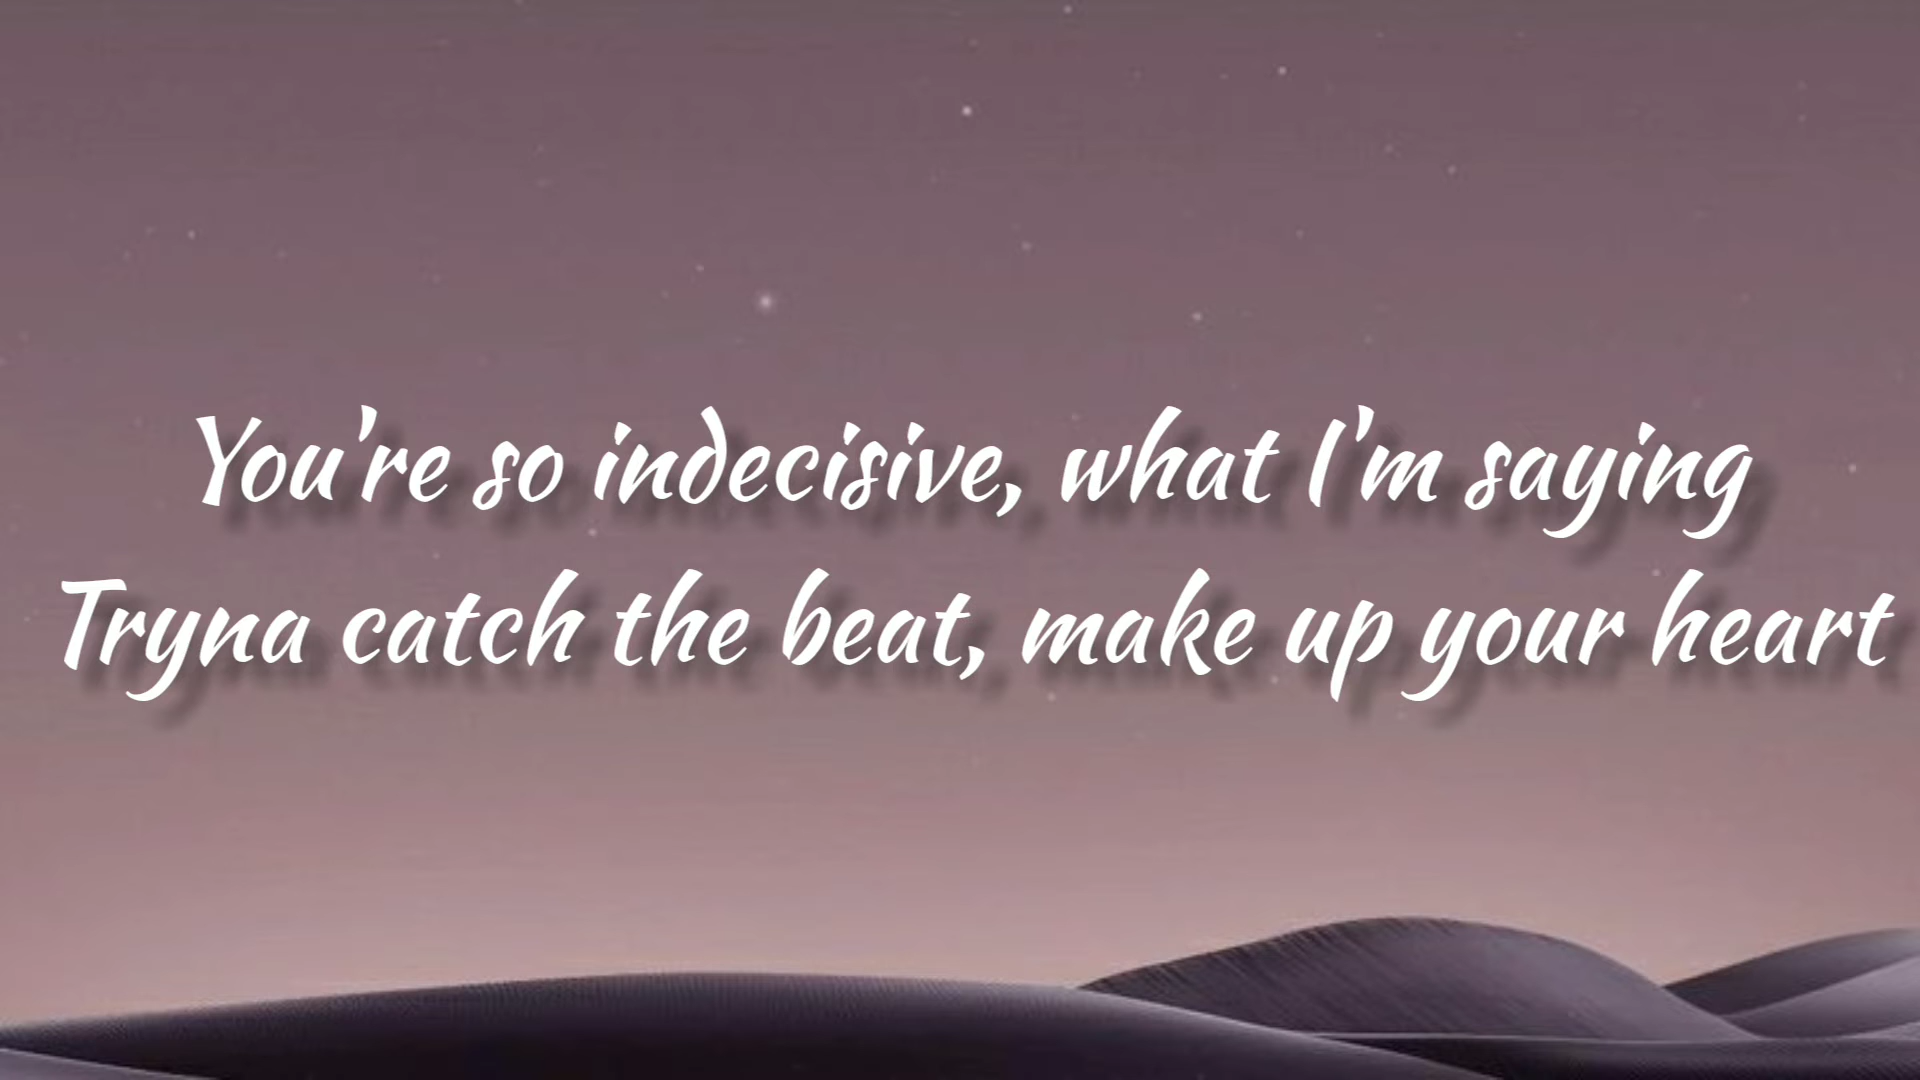 You're so indecisive, what I'm saying
Tryna catch the beat, make up your heart